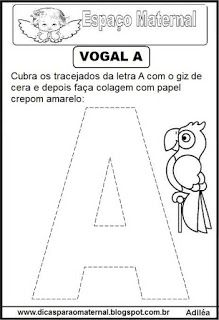 Espaço Maternal
VOGAL A
Cubra os tracejados da letra A com o giz de
cera e depois faça colagem com papel
crepom amarelo:
A
www.dicasparaomaternal.blogspot.com.br
Adiléa